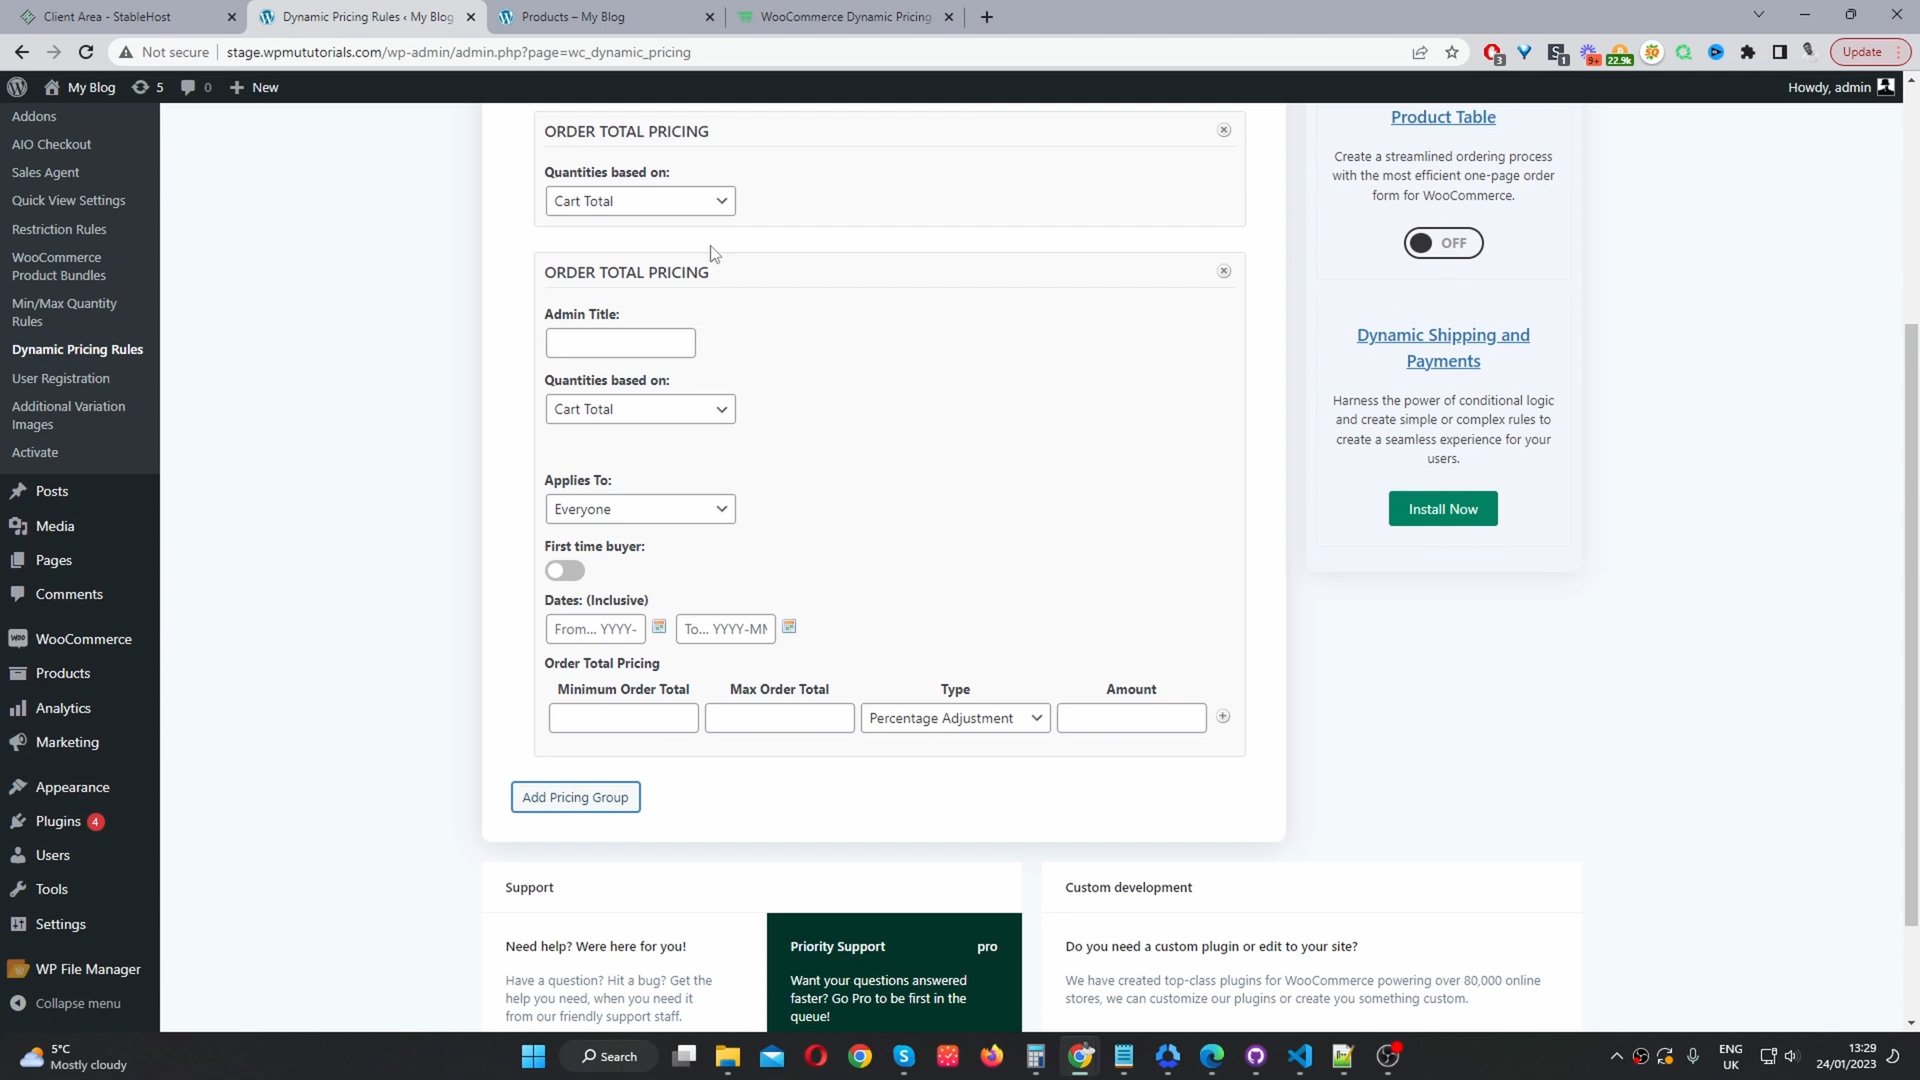 Client Area - StableHost
Dynamic Pricing Rules ‹ My Blog
Products – My Blog
WooCommerce Dynamic Pricing
Not secure
stage.wpmututorials.com/wp-admin/admin.php?page=wc_dynamic_pricing
3
1
9+
22.9k
Update
My Blog
5
0
New
Howdy, admin
Addons
AIO Checkout
Sales Agent
Quick View Settings
Restriction Rules
WooCommerce
Product Bundles
Min/Max Quantity
Rules
Dynamic Pricing Rules
User Registration
Additional Variation
Images
Activate
Posts
Media
Pages
Comments
WooCommerce
Products
Analytics
Marketing
Appearance
Plugins 4
Users
Tools
Settings
WP File Manager
Collapse menu
ORDER TOTAL PRICING
Quantities based on:
Cart Total
ORDER TOTAL PRICING
Admin Title:
Quantities based on:
Cart Total
Applies To:
Everyone
First time buyer:
Dates: (Inclusive)
From... YYYY-
To... YYYY-MM
Order Total Pricing
Minimum Order Total
Max Order Total
Type
Amount
Percentage Adjustment
Add Pricing Group
Product Table
Create a streamlined ordering process
with the most efficient one-page order
form for WooCommerce.
OFF
Dynamic Shipping and
Payments
Harness the power of conditional logic
and create simple or complex rules to
create a seamless experience for your
users.
Install Now
Support
Need help? Were here for you!
Have a question? Hit a bug? Get the
help you need, when you need it
from our friendly support staff.
Priority Support
pro
Want your questions answered
faster? Go Pro to be first in the
queue!
Custom development
Do you need a custom plugin or edit to your site?
We have created top-class plugins for WooCommerce powering over 80,000 online
stores, we can customize our plugins or create you something custom.
5°C
Mostly cloudy
Search
ENG
UK
13:29
24/01/2023